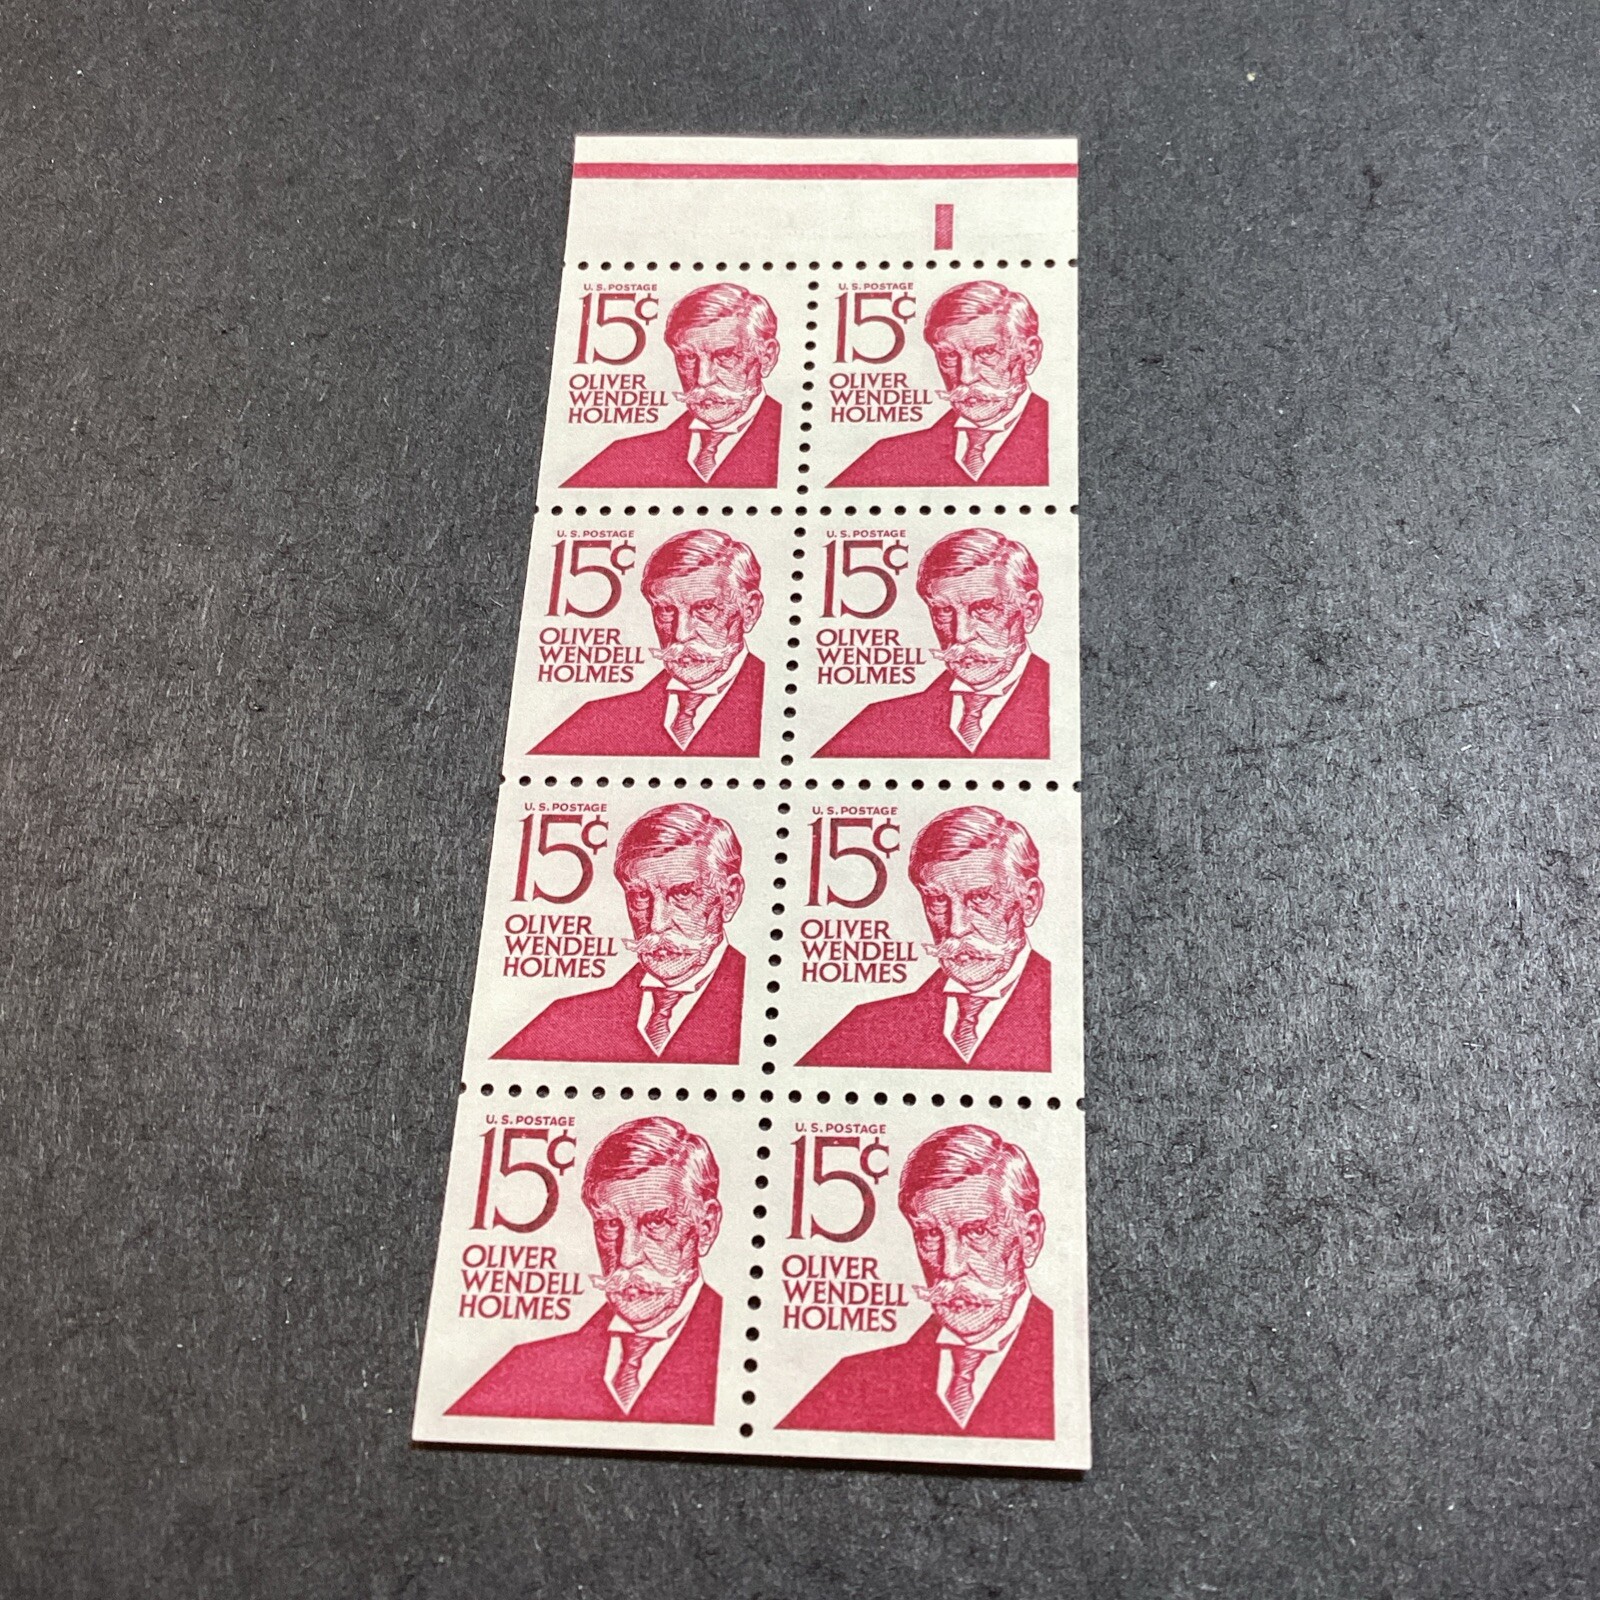 U. S. POSTAGE
15¢
OLIVER
WENDELL
HOLMES
U. S. POSTAGE
15¢
OLIVER
WENDELL
HOLMES
U. S. POSTAGE
15¢
OLIVER
WENDELL
HOLMES
U. S. POSTAGE
15¢
OLIVER
WENDELL
HOLMES
U. S. POSTAGE
15¢
OLIVER
WENDELL
HOLMES
U. S. POSTAGE
15¢
OLIVER
WENDELL
HOLMES
U. S. POSTAGE
15¢
OLIVER
WENDELL
HOLMES
U. S. POSTAGE
15¢
OLIVER
WENDELL
HOLMES